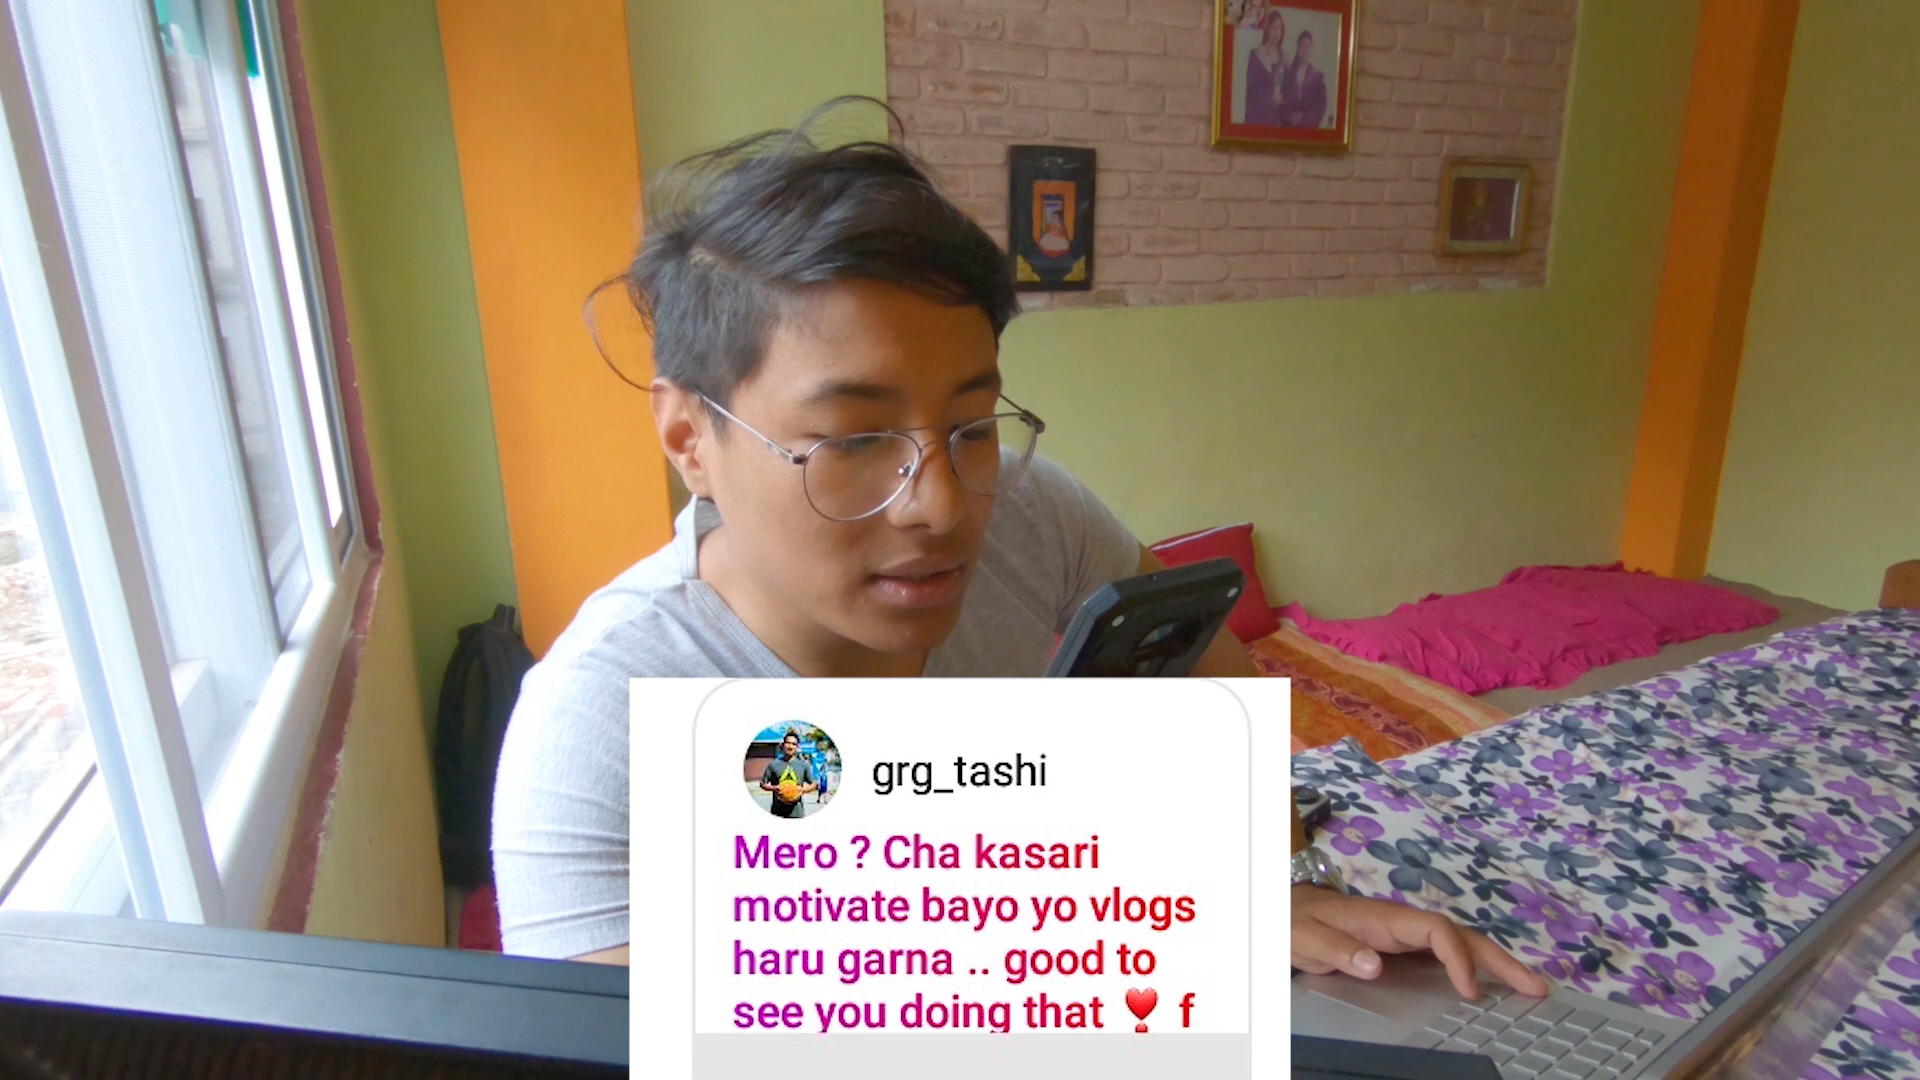 grg_tashi
Mero ? Cha kasari
motivate bayo yo vlogs
haru garna .. good to
see you doing that ❣ f